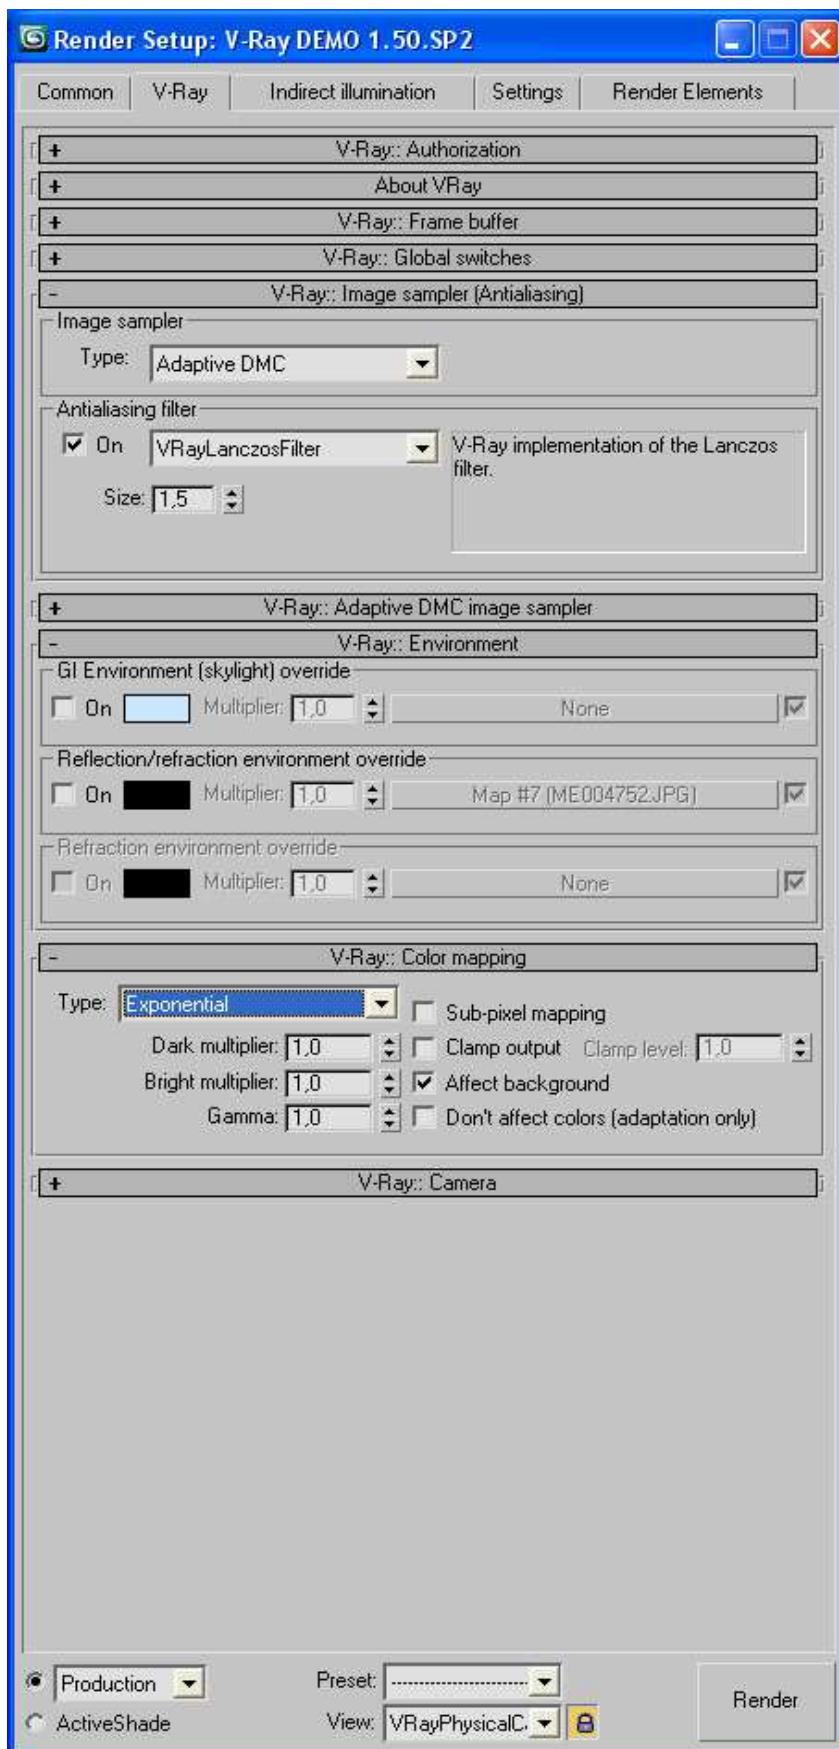 Render Setup: V-Ray DEMO 1.50.SP2
Common V-Ray Indirect illumination Settings Render Elements
+ V-Ray:: Authorization
+ About VRay
+ V-Ray:: Frame buffer
+ V-Ray:: Global switches
- V-Ray:: Image sampler (Antialiasing)
Image sampler
Type: Adaptive DMC
Antialiasing filter
On VRayLanczosFilter V-Ray implementation of the Lanczos
filter.
Size: 1,5
+ V-Ray:: Adaptive DMC image sampler
- V-Ray:: Environment
GI Environment (skylight) override
On Multiplier: 1,0 None
Reflection/refraction environment override
On Multiplier: 1,0 Map #7 (ME004752.JPG)
Refraction environment override
On Multiplier: 1,0 None
- V-Ray:: Color mapping
Type: Exponential
Sub-pixel mapping
Dark multiplier: 1,0 Clamp output Clamp level: 1,0
Bright multiplier: 1,0 Affect background
Gamma: 1,0 Don't affect colors (adaptation only)
+ V-Ray:: Camera
Production Preset: --------------------------
ActiveShade View: VRayPhysicalC Render